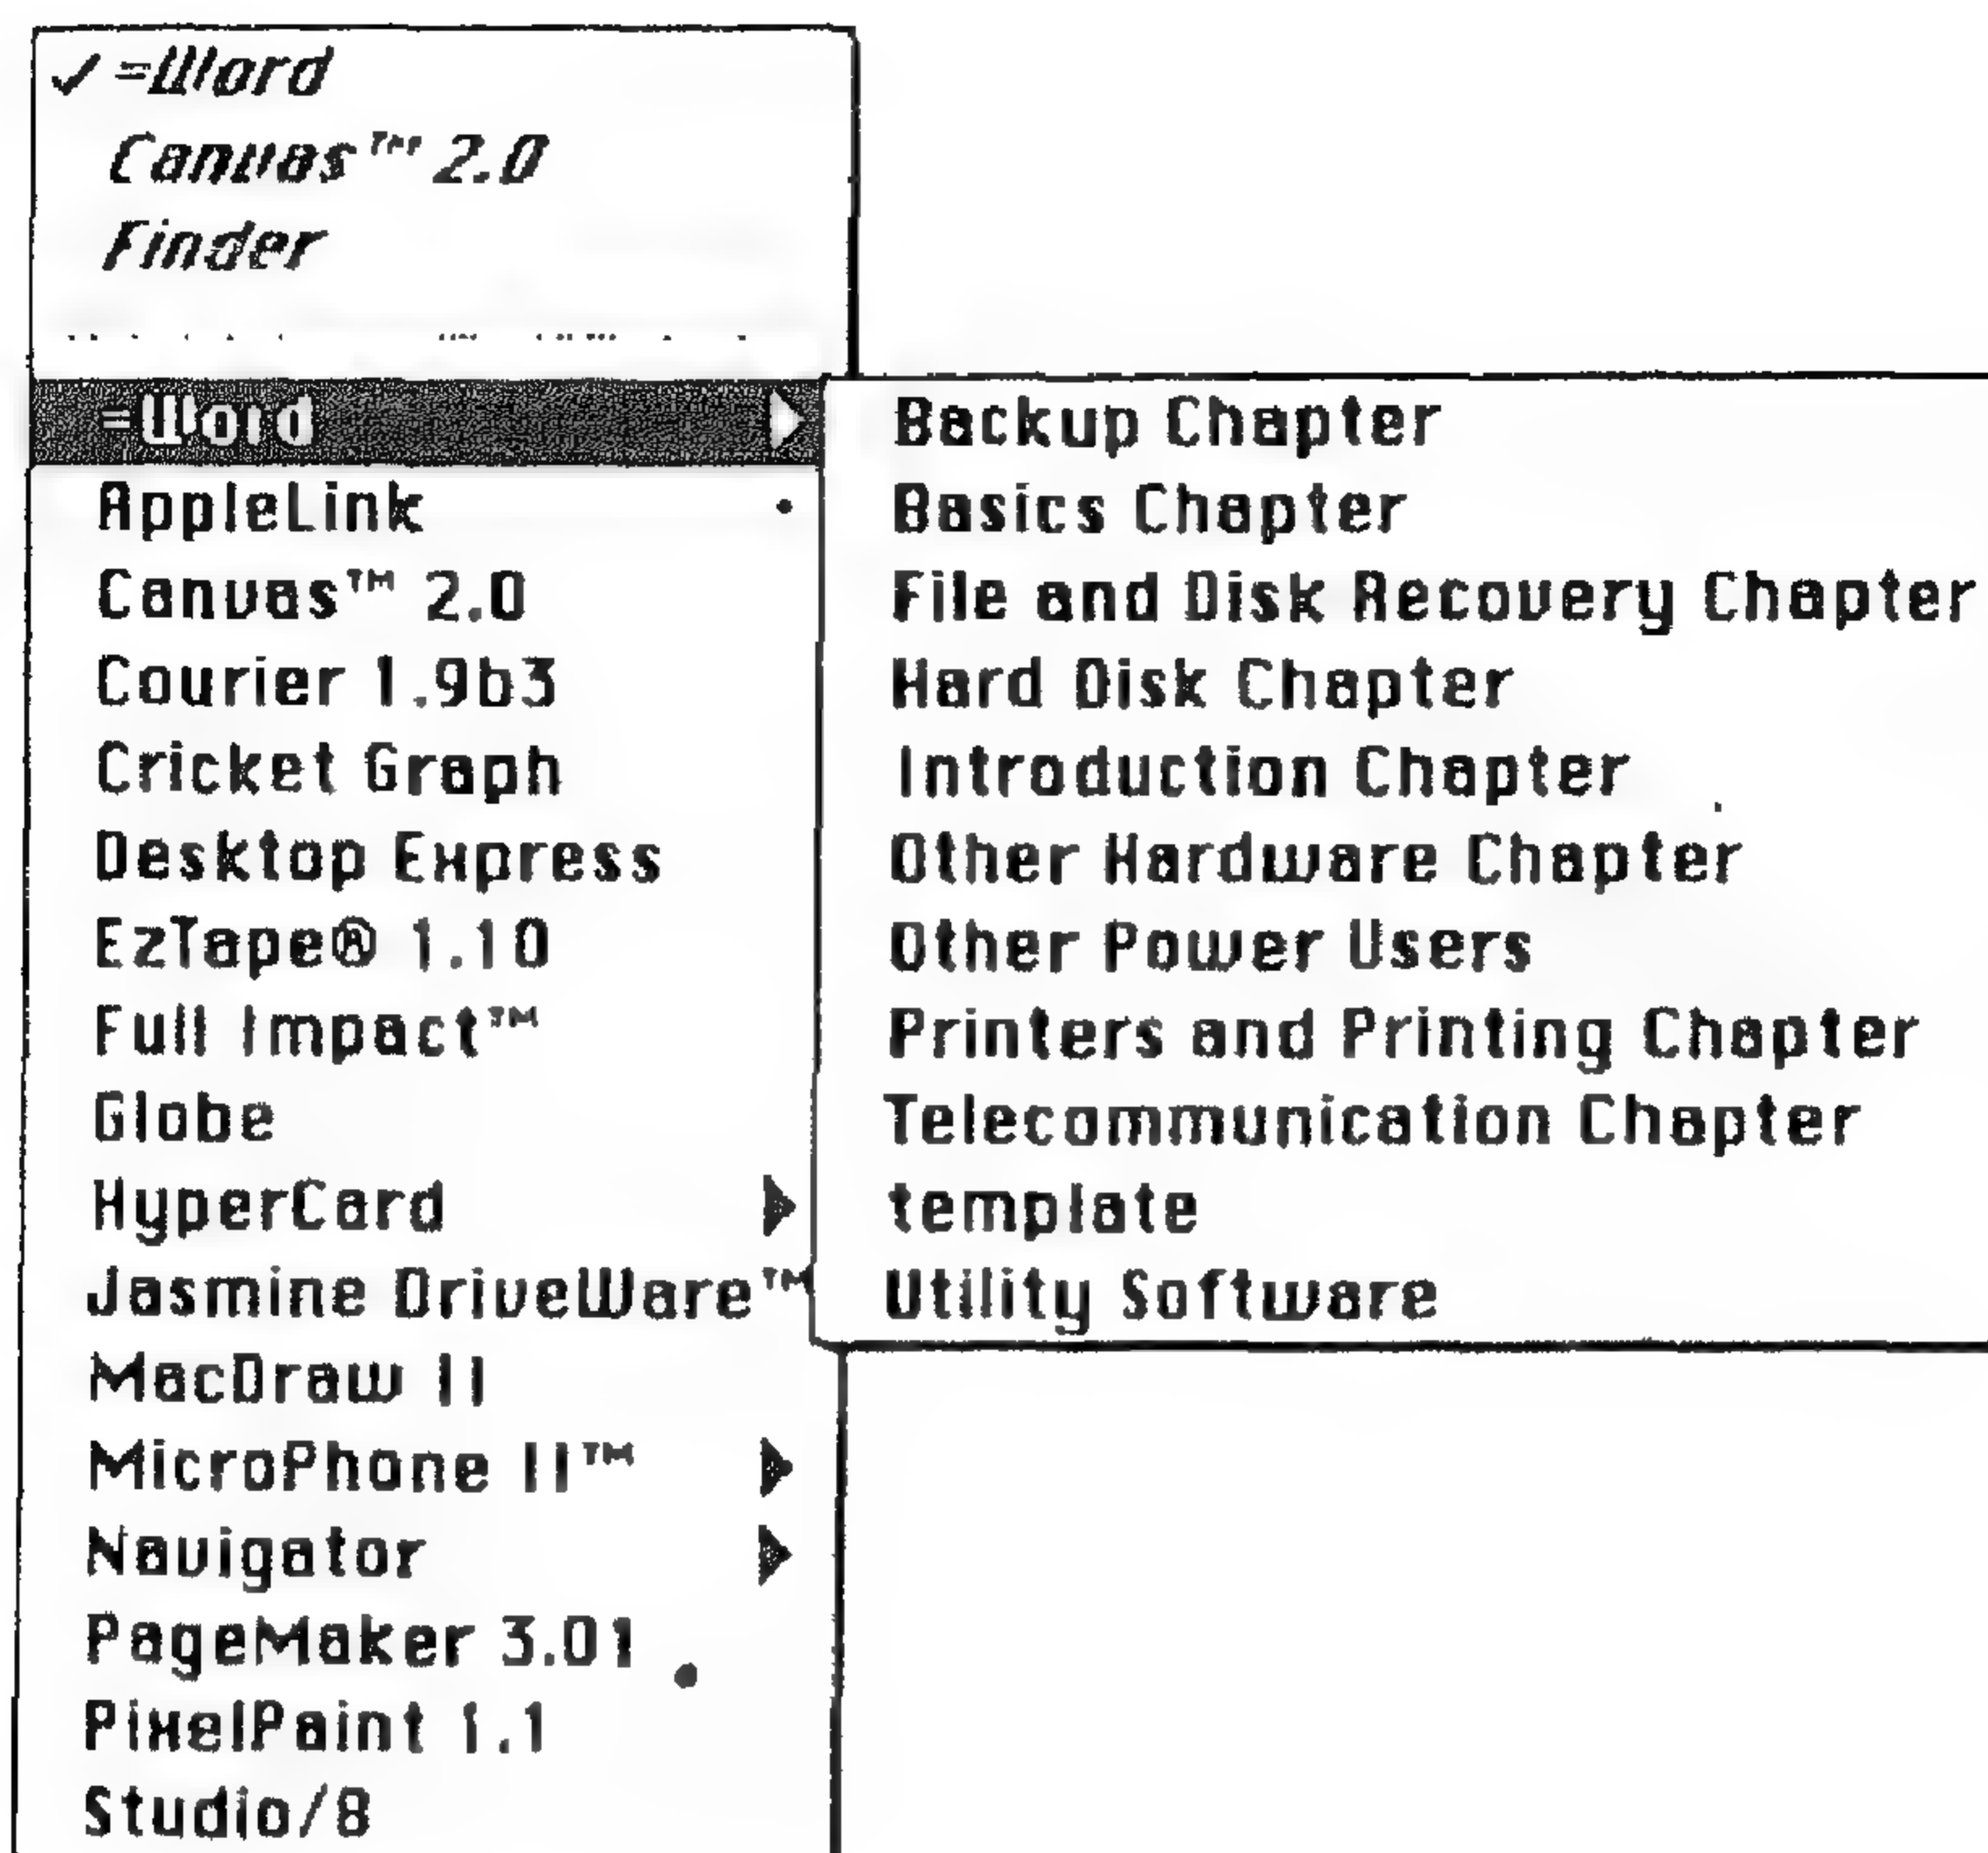 ✓ =Word
Canvas™ 2.0
Finder
=Word
AppleLink
Canvas™ 2.0
Courier 1.9b3
Cricket Graph
Desktop Express
EzTape® 1.10
Full Impact™
Globe
HyperCard
Jasmine DriveWare™
MacDraw II
MicroPhone II™
Navigator
PageMaker 3.01
PixelPaint 1.1
Studio/8
Backup Chapter
Basics Chapter
File and Disk Recovery Chapter
Hard Disk Chapter
Introduction Chapter
Other Hardware Chapter
Other Power Users
Printers and Printing Chapter
Telecommunication Chapter
template
Utility Software